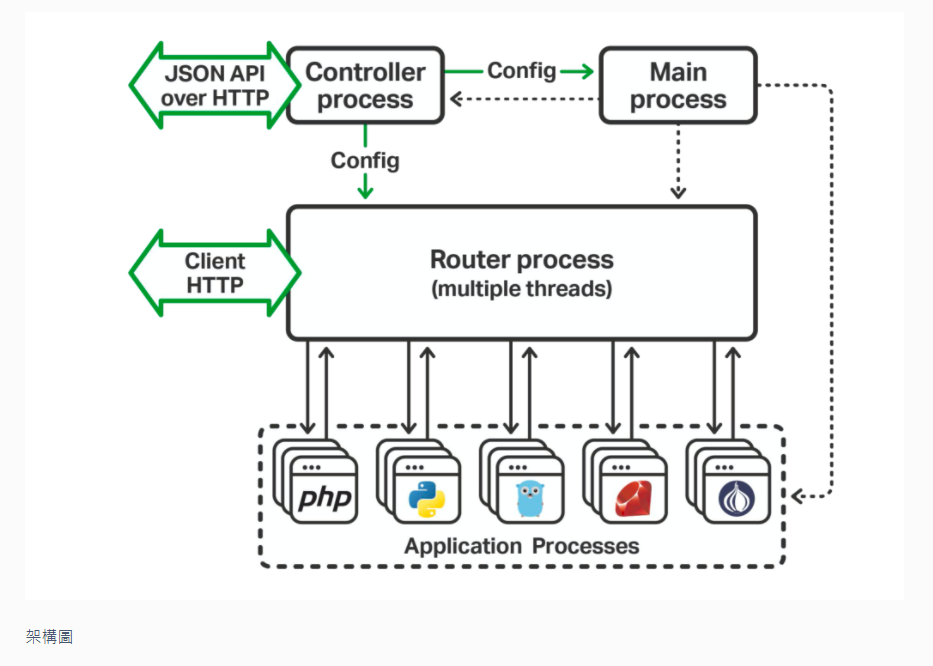 JSON API
over HTTP
Controller
process
Config
Main
process
Config
Client
HTTP
Router process
(multiple threads)
php
Application Processes
架構圖